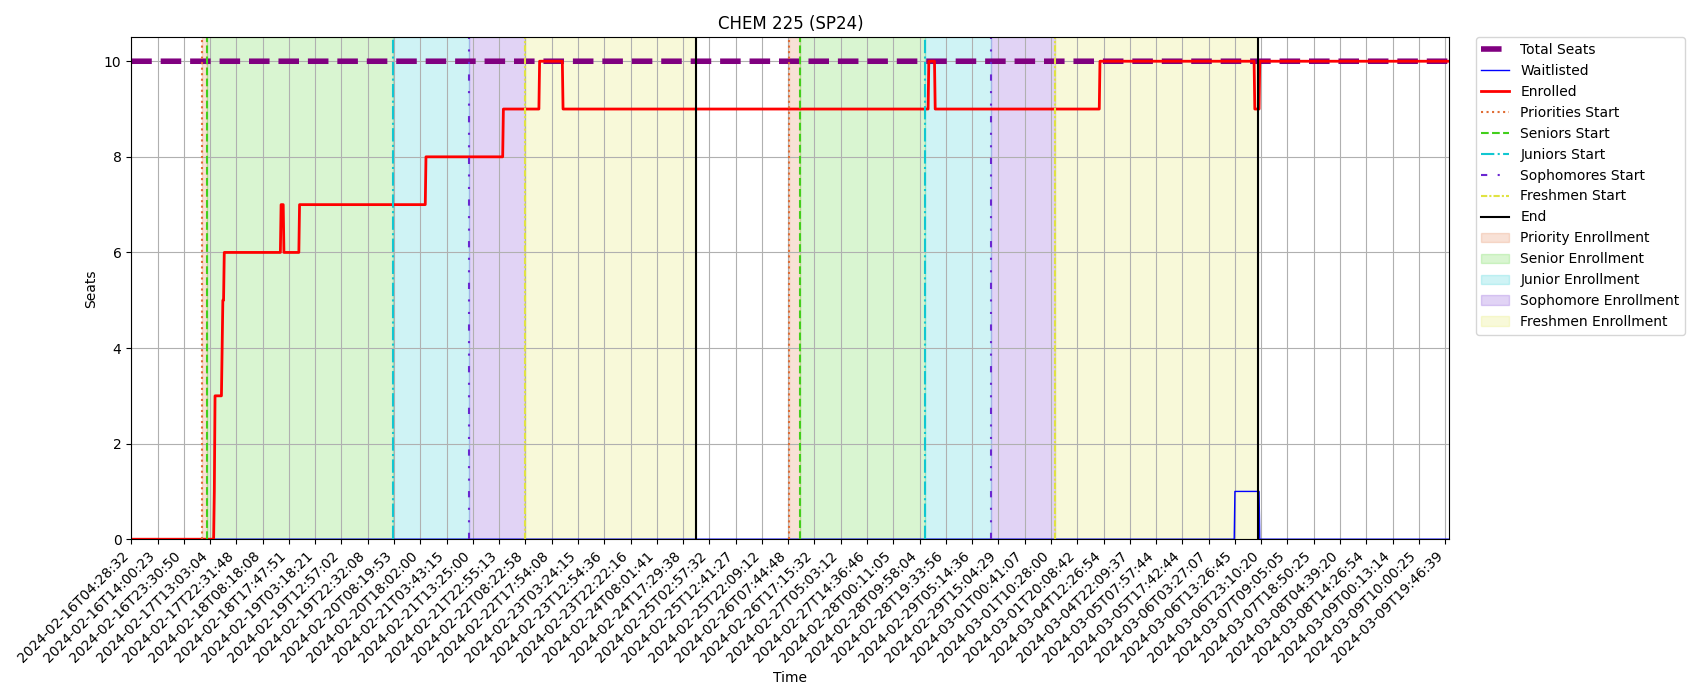 CHEM 225 (SP24)
Total Seats
Waitlisted
Enrolled
Priorities Start
Seniors Start
Juniors Start
Sophomores Start
Freshmen Start
End
Priority Enrollment
Senior Enrollment
Junior Enrollment
Sophomore Enrollment
Freshmen Enrollment
10
8
6
4
2
0
Seats
2024-02-16T04:28:32
2024-02-16T14:00:23
2024-02-16T23:30:50
2024-02-17T13:03:04
2024-02-17T22:31:48
2024-02-18T08:18:08
2024-02-18T17:47:51
2024-02-19T03:18:21
2024-02-19T12:57:02
2024-02-19T22:32:08
2024-02-20T08:19:53
2024-02-20T18:02:00
2024-02-21T03:43:15
2024-02-21T13:25:00
2024-02-21T22:55:13
2024-02-22T08:22:58
2024-02-22T17:54:08
2024-02-23T03:24:15
2024-02-23T12:54:36
2024-02-23T22:22:16
2024-02-24T08:01:41
2024-02-24T17:29:38
2024-02-25T02:57:32
2024-02-25T12:41:27
2024-02-25T22:09:12
2024-02-26T07:44:48
2024-02-26T17:15:32
2024-02-27T05:03:12
2024-02-27T14:36:46
2024-02-28T00:11:05
2024-02-28T09:58:04
2024-02-28T19:33:56
2024-02-29T05:14:36
2024-02-29T15:04:29
2024-03-01T00:41:07
2024-03-01T10:28:00
2024-03-01T20:08:42
2024-03-04T12:26:54
2024-03-04T22:09:37
2024-03-05T07:57:44
2024-03-05T17:42:44
2024-03-06T03:27:07
2024-03-06T13:26:45
2024-03-06T23:10:20
2024-03-07T09:05:05
2024-03-07T18:50:25
2024-03-08T04:39:20
2024-03-08T14:26:54
2024-03-09T00:13:14
2024-03-09T10:00:25
2024-03-09T19:46:39
Time